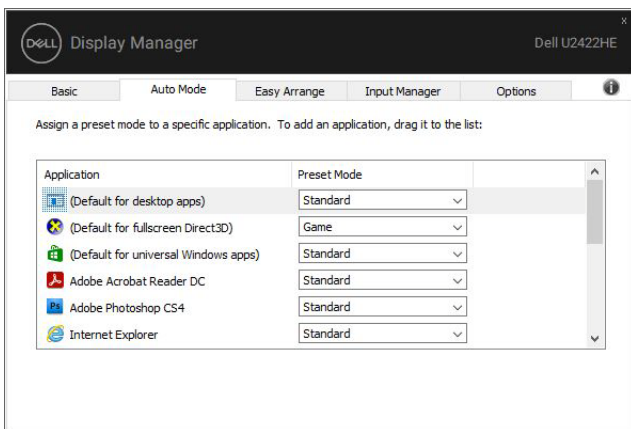 x
DELL Display Manager Dell U2422HE
Basic Auto Mode Easy Arrange Input Manager Options i
Assign a preset mode to a specific application. To add an application, drag it to the list:
Application Preset Mode
(Default for desktop apps) Standard
(Default for fullscreen Direct3D) Game
(Default for universal Windows apps) Standard
Adobe Acrobat Reader DC Standard
Ps Adobe Photoshop CS4 Standard
Internet Explorer Standard